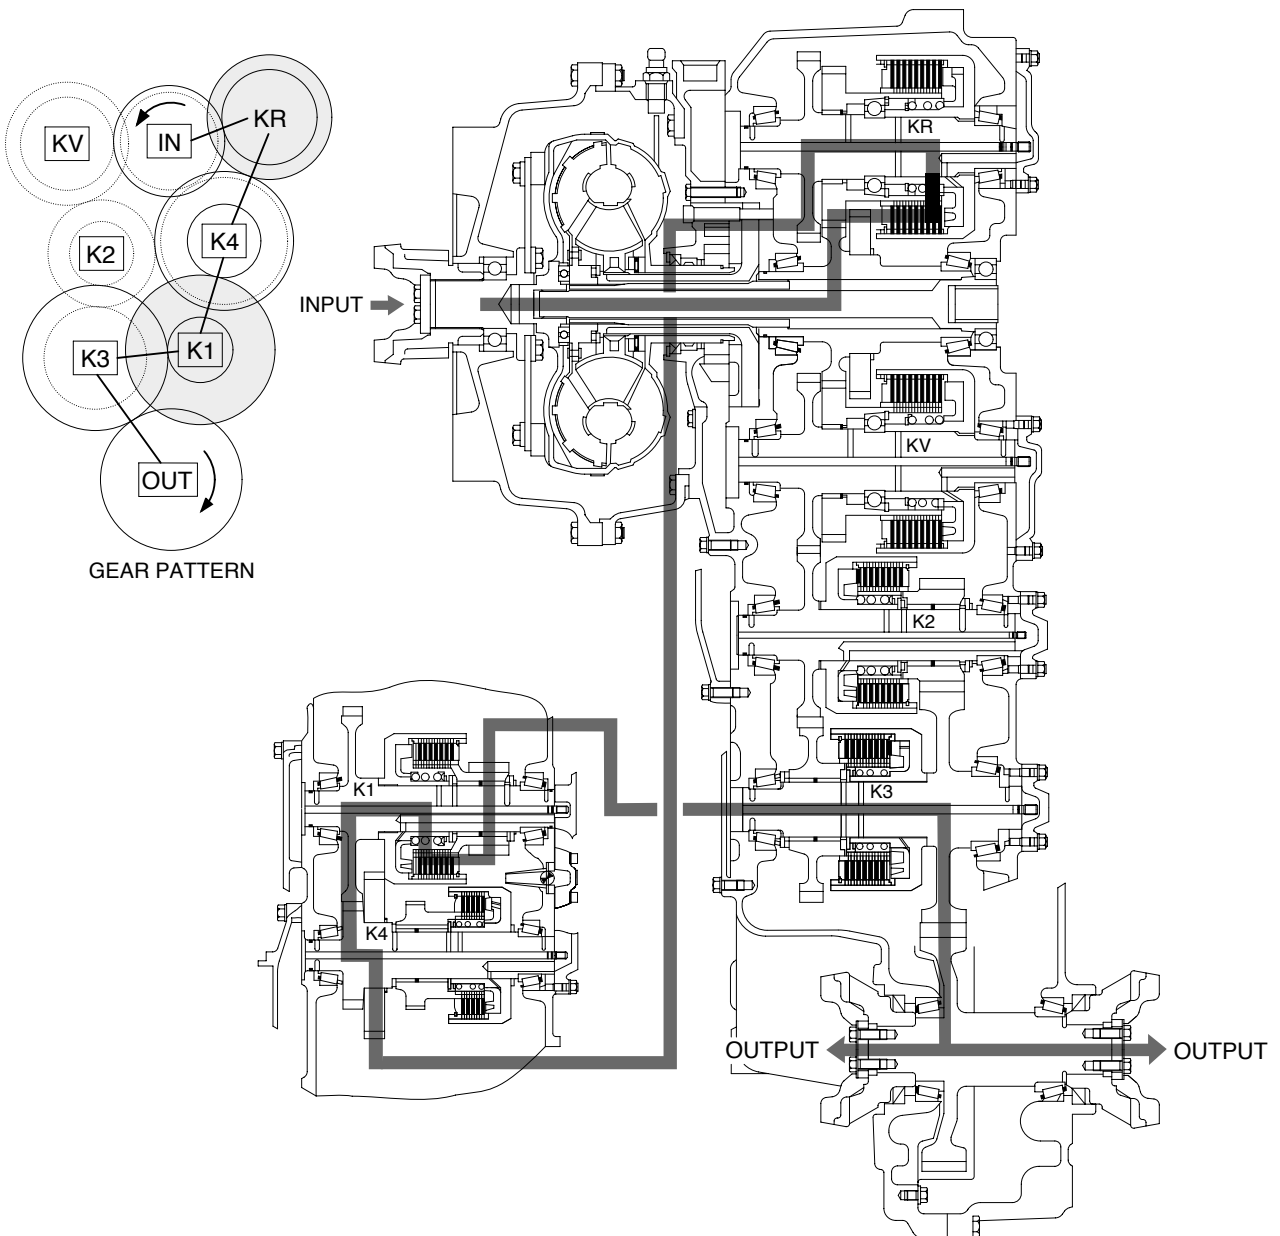 KV
IN
KR
K2
K4
K3
K1
OUT
GEAR PATTERN
INPUT
KR
KV
K2
K3
K1
K4
OUTPUT
OUTPUT